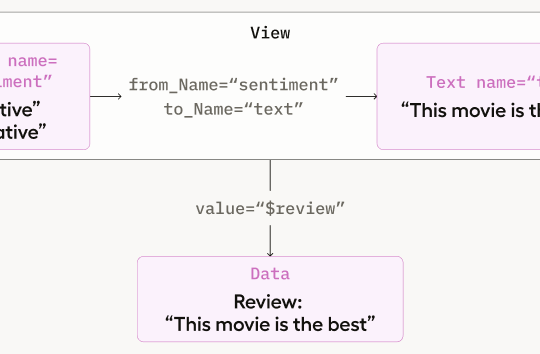 View
name=
ment”
tive”
ative”
from_Name=“sentiment”
to_Name=“text”
Text name=“t
“This movie is th
value=“$review”
Data
Review:
“This movie is the best”